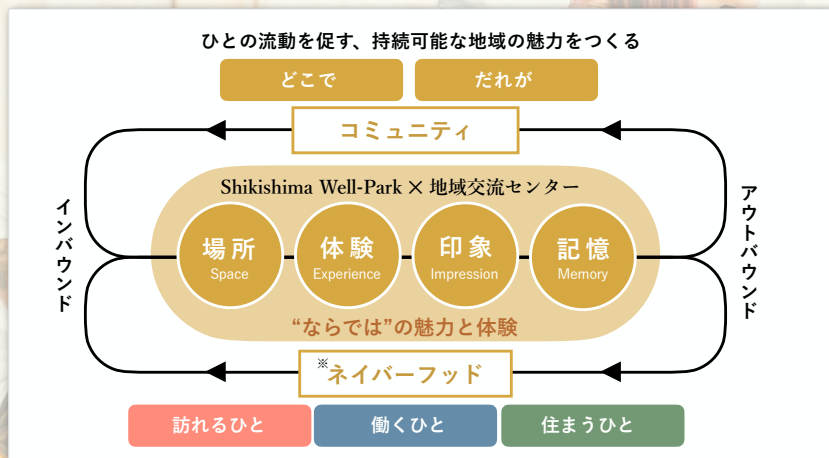 ひとの流動を促す、持続可能な地域の魅力をつくる
どこで
だれが
コミュニティ
Shikishima Well-Park × 地域交流センター
インバウンド
場所
Space
体験
Experience
印象
Impression
記憶
Memory
アウトバウンド
“ならでは”の魅力と体験
※ネイバーフッド
訪れるひと
働くひと
住まうひと